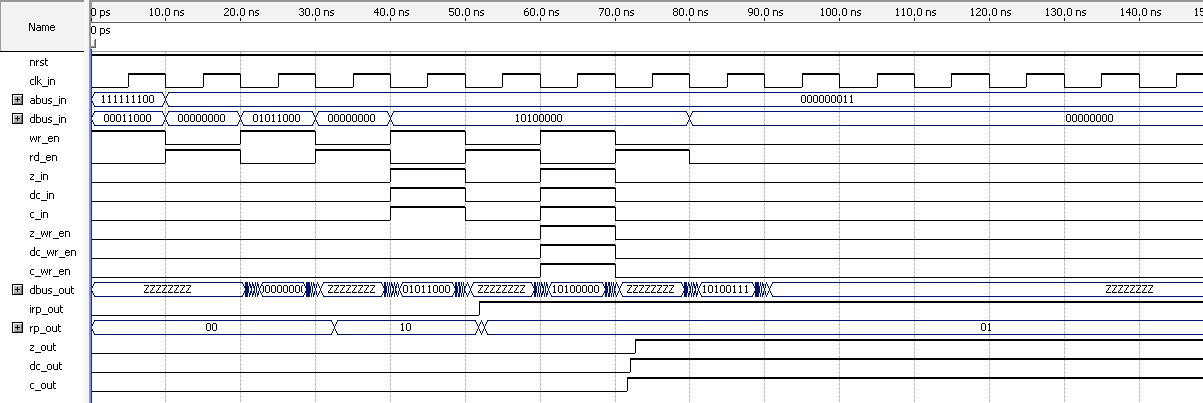 Name
0 ps 10.0 ns 20.0 ns 30.0 ns 40.0 ns 50.0 ns 60.0 ns 70.0 ns 80.0 ns 90.0 ns 100.0 ns 110.0 ns 120.0 ns 130.0 ns 140.0 ns 15
0 ps
nrst
clk_in
abus_in 111111100 000000011
dbus_in 00011000 00000000 01011000 00000000 10100000 00000000
wr_en
rd_en
z_in
dc_in
c_in
z_wr_en
dc_wr_en
c_wr_en
dbus_out ZZZZZZZZ 0000000 ZZZZZZZZ 01011000 ZZZZZZZZ 10100000 ZZZZZZZZ 10100111 ZZZZZZZZ
irp_out
rp_out 00 10 01
z_out
dc_out
c_out